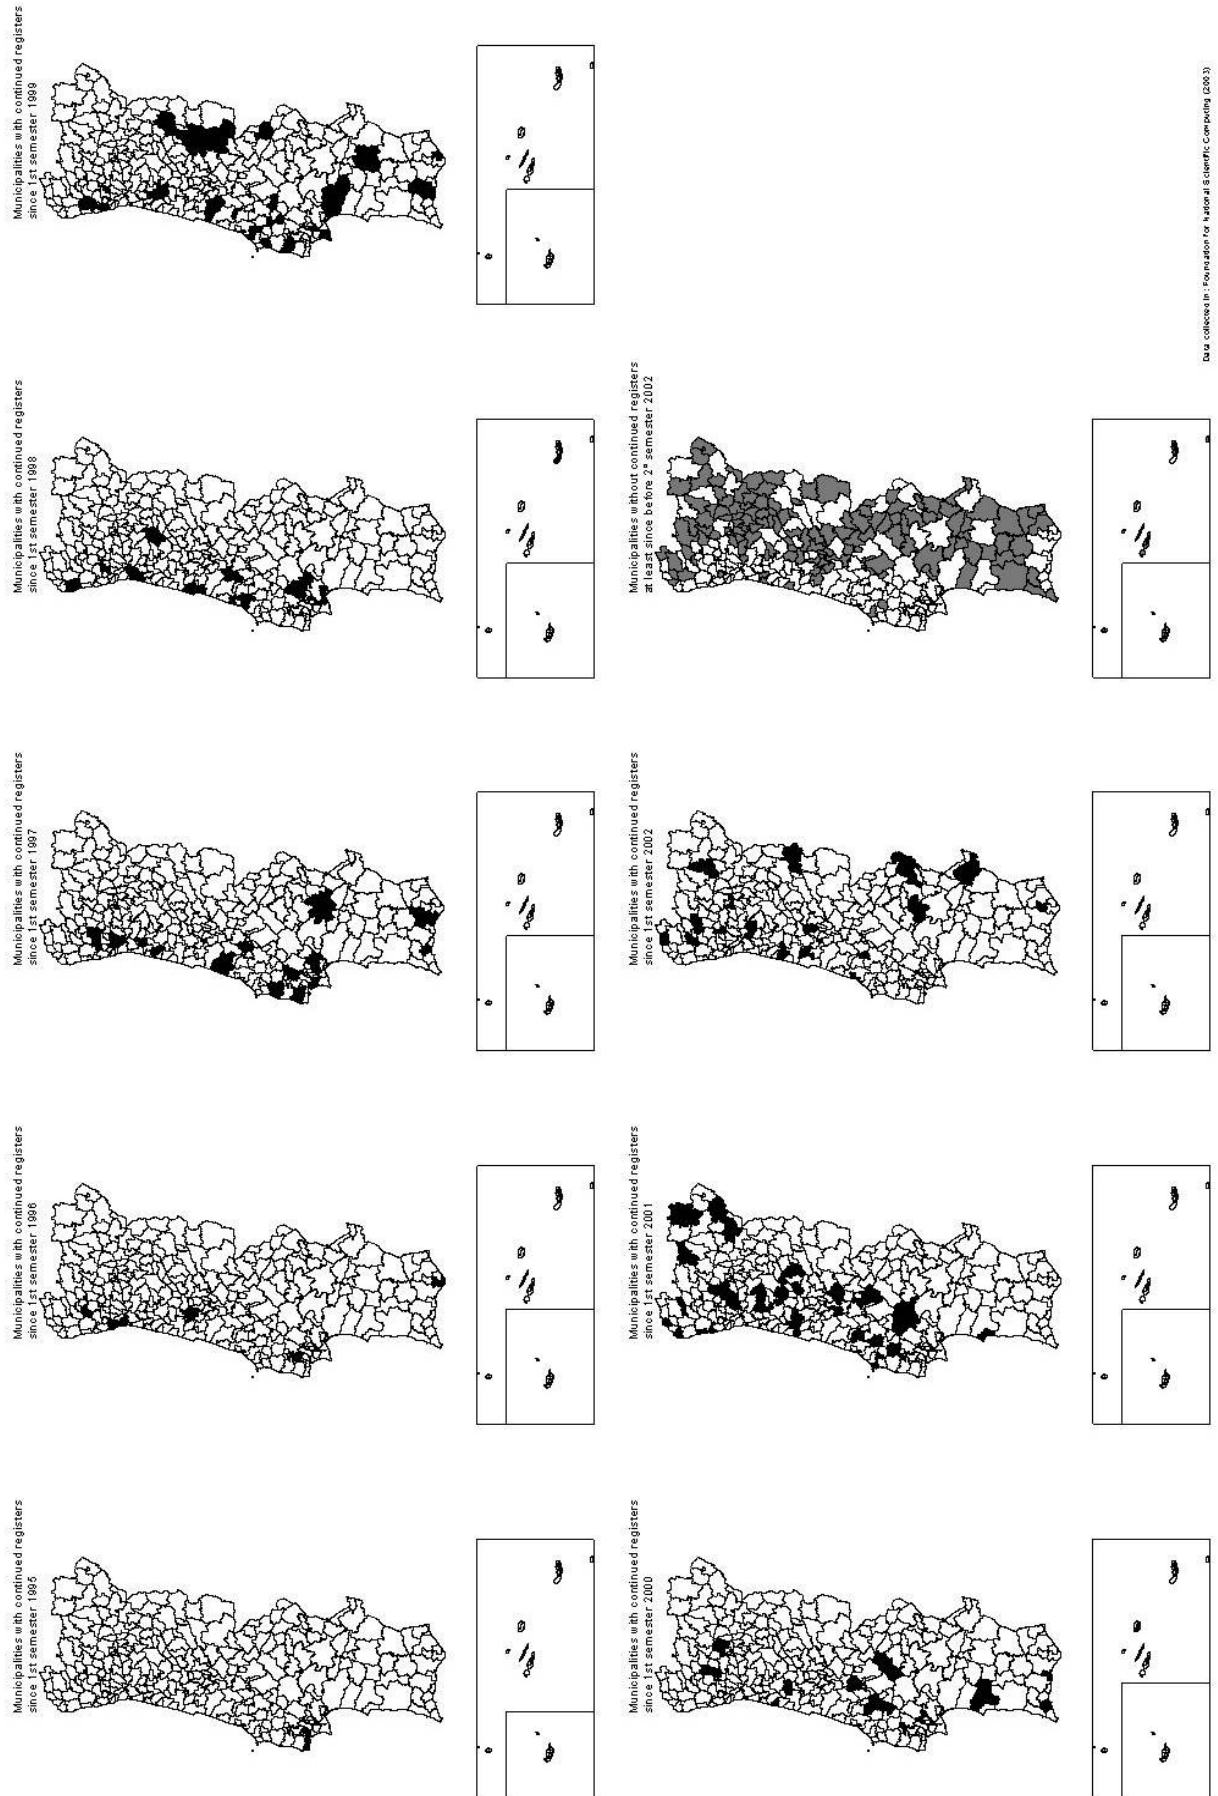 Municipalities with continued registers
since 1st semester 1995
Municipalities with continued registers
since 1st semester 1996
Municipalities with continued registers
since 1st semester 1997
Municipalities with continued registers
since 1st semester 1998
Municipalities with continued registers
since 1st semester 1999
Municipalities with continued registers
since 1st semester 2000
Municipalities with continued registers
since 1st semester 2001
Municipalities with continued registers
since 1st semester 2002
Municipalities without continued registers
at least since before 2º semester 2002
Data collected in : Foundation for National Scientific Computing (2003)